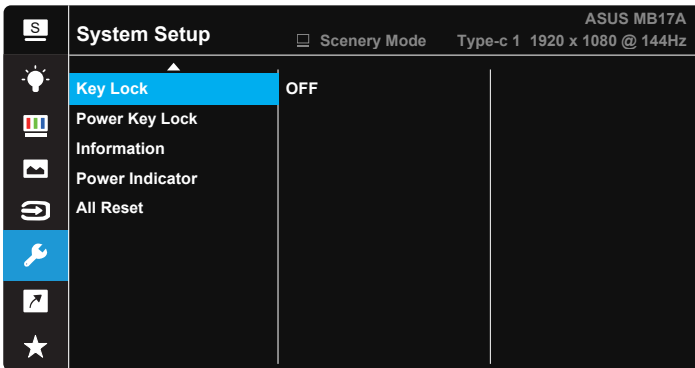 S
System Setup
Scenery Mode
ASUS MB17A
Type-c 1 1920 x 1080 @ 144Hz
Key Lock
OFF
Power Key Lock
Information
Power Indicator
All Reset